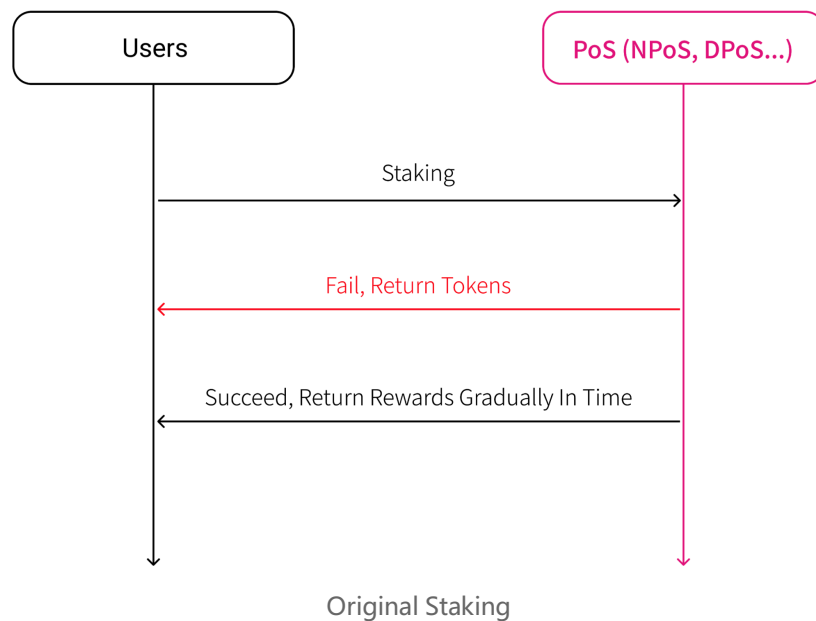 Users
PoS (NPoS, DPoS...)
Staking
Fail, Return Tokens
Succeed, Return Rewards Gradually In Time
Original Staking